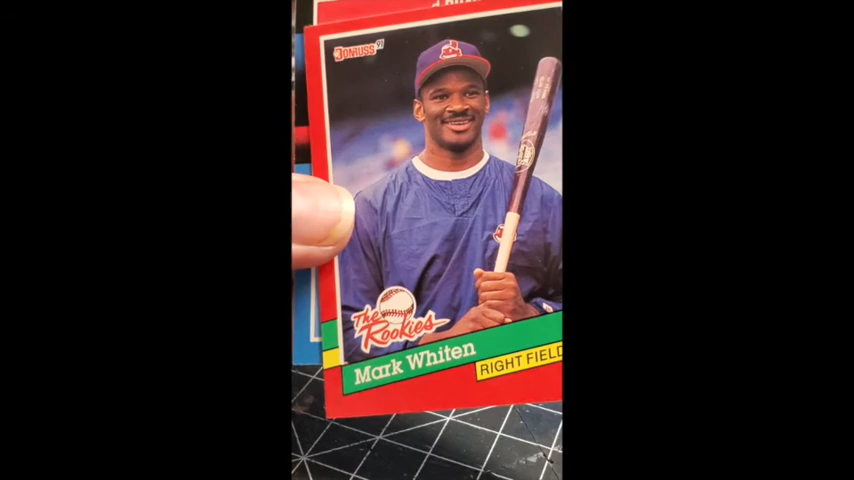 DONRUSS '91
The
Rookies
Mark Whiten
RIGHT FIELD